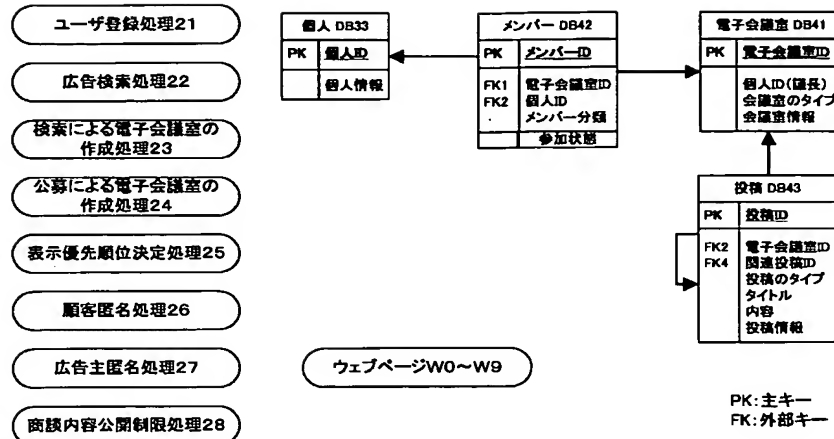 ユーザ登録処理21
広告検索処理22
検索による電子会議室の
作成処理23
公募による電子会議室の
作成処理24
表示優先順位決定処理25
顧客匿名処理26
広告主匿名処理27
商談内容公開制限処理28
個人 DB33
PK 個人ID
個人情報
メンバー DB42
PK メンバーID
FK1 電子会議室ID
FK2 個人ID
メンバー分類
参加状態
電子会議室 DB41
PK 電子会議室ID
個人ID(議長)
会議室のタイプ
会議室情報
投稿 DB43
PK 投稿ID
FK2 電子会議室ID
FK4 関連投稿ID
投稿のタイプ
タイトル
内容
投稿情報
ウェブページW0~W9
PK:主キー
FK:外部キー